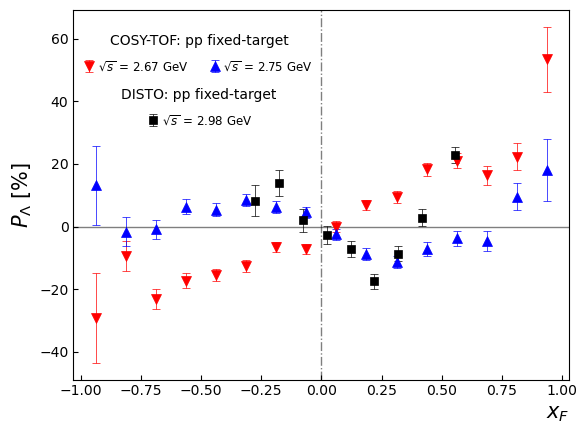 COSY-TOF: pp fixed-target
√s = 2.67 GeV √s = 2.75 GeV
DISTO: pp fixed-target
√s = 2.98 GeV
P_Λ [%]
60
40
20
0
−20
−40
−1.00 −0.75 −0.50 −0.25 0.00 0.25 0.50 0.75 1.00
x_F